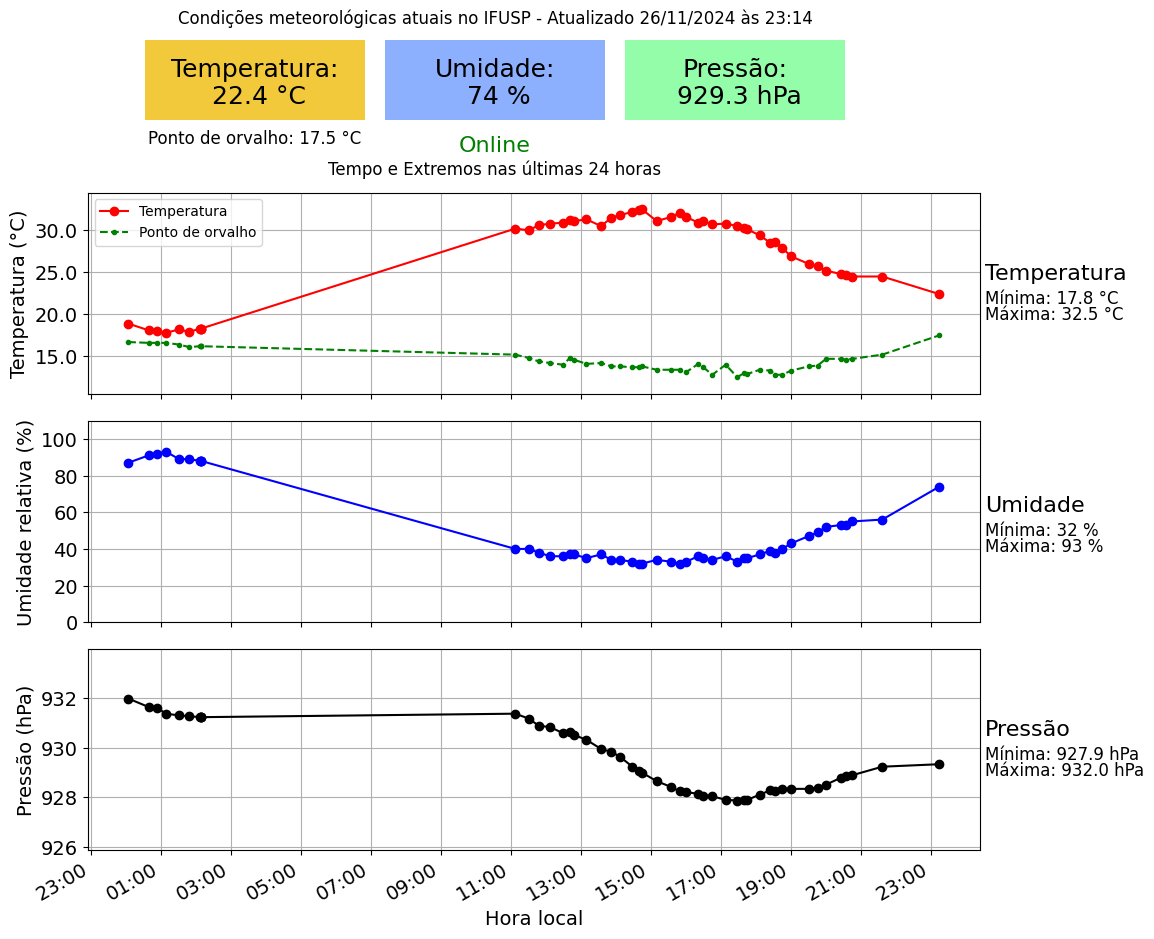 Condições meteorológicas atuais no IFUSP - Atualizado 26/11/2024 às 23:14
Temperatura:
22.4 °C
Umidade:
74 %
Pressão:
929.3 hPa
Ponto de orvalho: 17.5 °C
Online
Tempo e Extremos nas últimas 24 horas
Temperatura
Ponto de orvalho
Temperatura (°C)
30.0
25.0
20.0
15.0
Temperatura
Mínima: 17.8 °C
Máxima: 32.5 °C
Umidade relativa (%)
100
80
60
40
20
0
Umidade
Mínima: 32 %
Máxima: 93 %
Pressão (hPa)
932
930
928
926
Pressão
Mínima: 927.9 hPa
Máxima: 932.0 hPa
23:00
01:00
03:00
05:00
07:00
09:00
11:00
13:00
15:00
17:00
19:00
21:00
23:00
Hora local